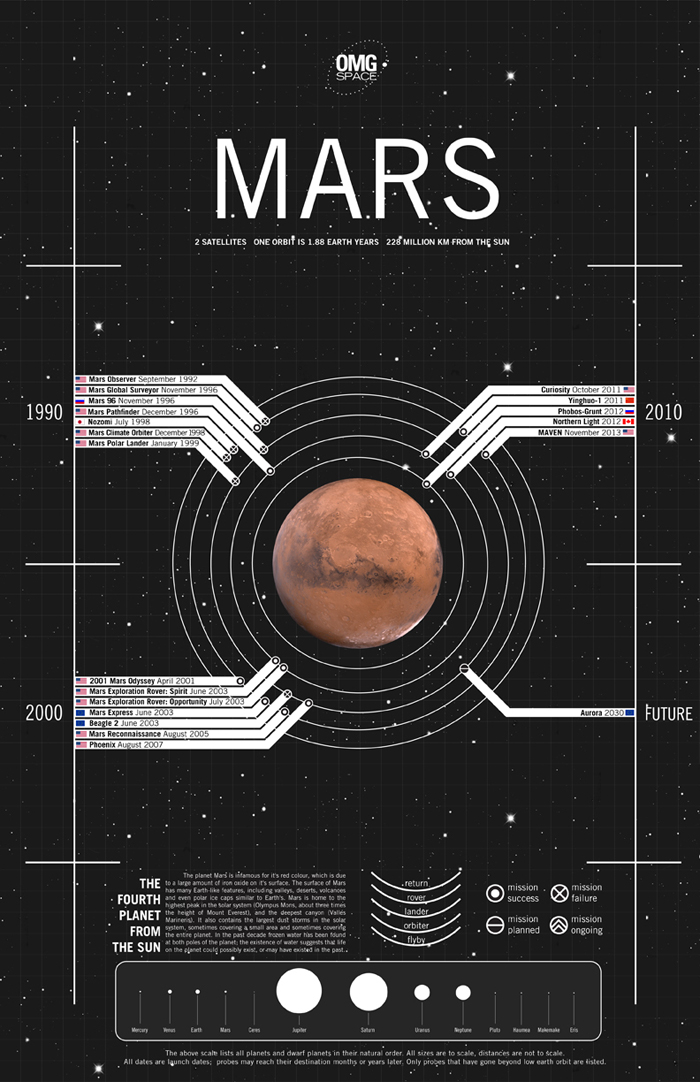 OMG
SPACE
MARS
2 SATELLITES ONE ORBIT IS 1.88 EARTH YEARS 228 MILLION KM FROM THE SUN
1990
Mars Observer September 1992
Mars Global Surveyor November 1996
Mars 96 November 1996
Mars Pathfinder December 1996
Nozomi July 1998
Mars Climate Orbiter December 1998
Mars Polar Lander January 1999
2010
Curiosity October 2011
Yinghuo-1 2011
Phobos-Grunt 2012
Northern Light 2012
MAVEN November 2013
2000
2001 Mars Odyssey April 2001
Mars Exploration Rover: Spirit June 2003
Mars Exploration Rover: Opportunity July 2003
Mars Express June 2003
Beagle 2 June 2003
Mars Reconnaissance August 2005
Phoenix August 2007
FUTURE
Aurora 2030
THE
FOURTH
PLANET
FROM
THE SUN
The planet Mars is infamous for it's red colour, which is due
to a large amount of iron oxide on it's surface. The surface of Mars
has many Earth-like features, including valleys, deserts, volcanoes
and even polar ice caps similar to Earth's. Mars is home to the
highest peak in the solar system (Olympus Mons, about three times
the height of Mount Everest), and the deepest canyon (Vallés
Marineris). It also contains the largest dust storms in the solar
system, sometimes covering a small area and sometimes covering
the entire planet. In the past decade frozen water has been found
at both poles of the planet; the existence of water suggests that life
on the planet could possibly exist, or may have existed in the past.
return
rover
lander
orbiter
flyby
mission
success
mission
failure
mission
planned
mission
ongoing
Mercury Venus Earth Mars Ceres Jupiter Saturn Uranus Neptune Pluto Haumea Makemake Eris
The above scale lists all planets and dwarf planets in their natural order. All sizes are to scale, distances are not to scale.
All dates are launch dates; probes may reach their destination months or years later. Only probes that have gone beyond low earth orbit are listed.